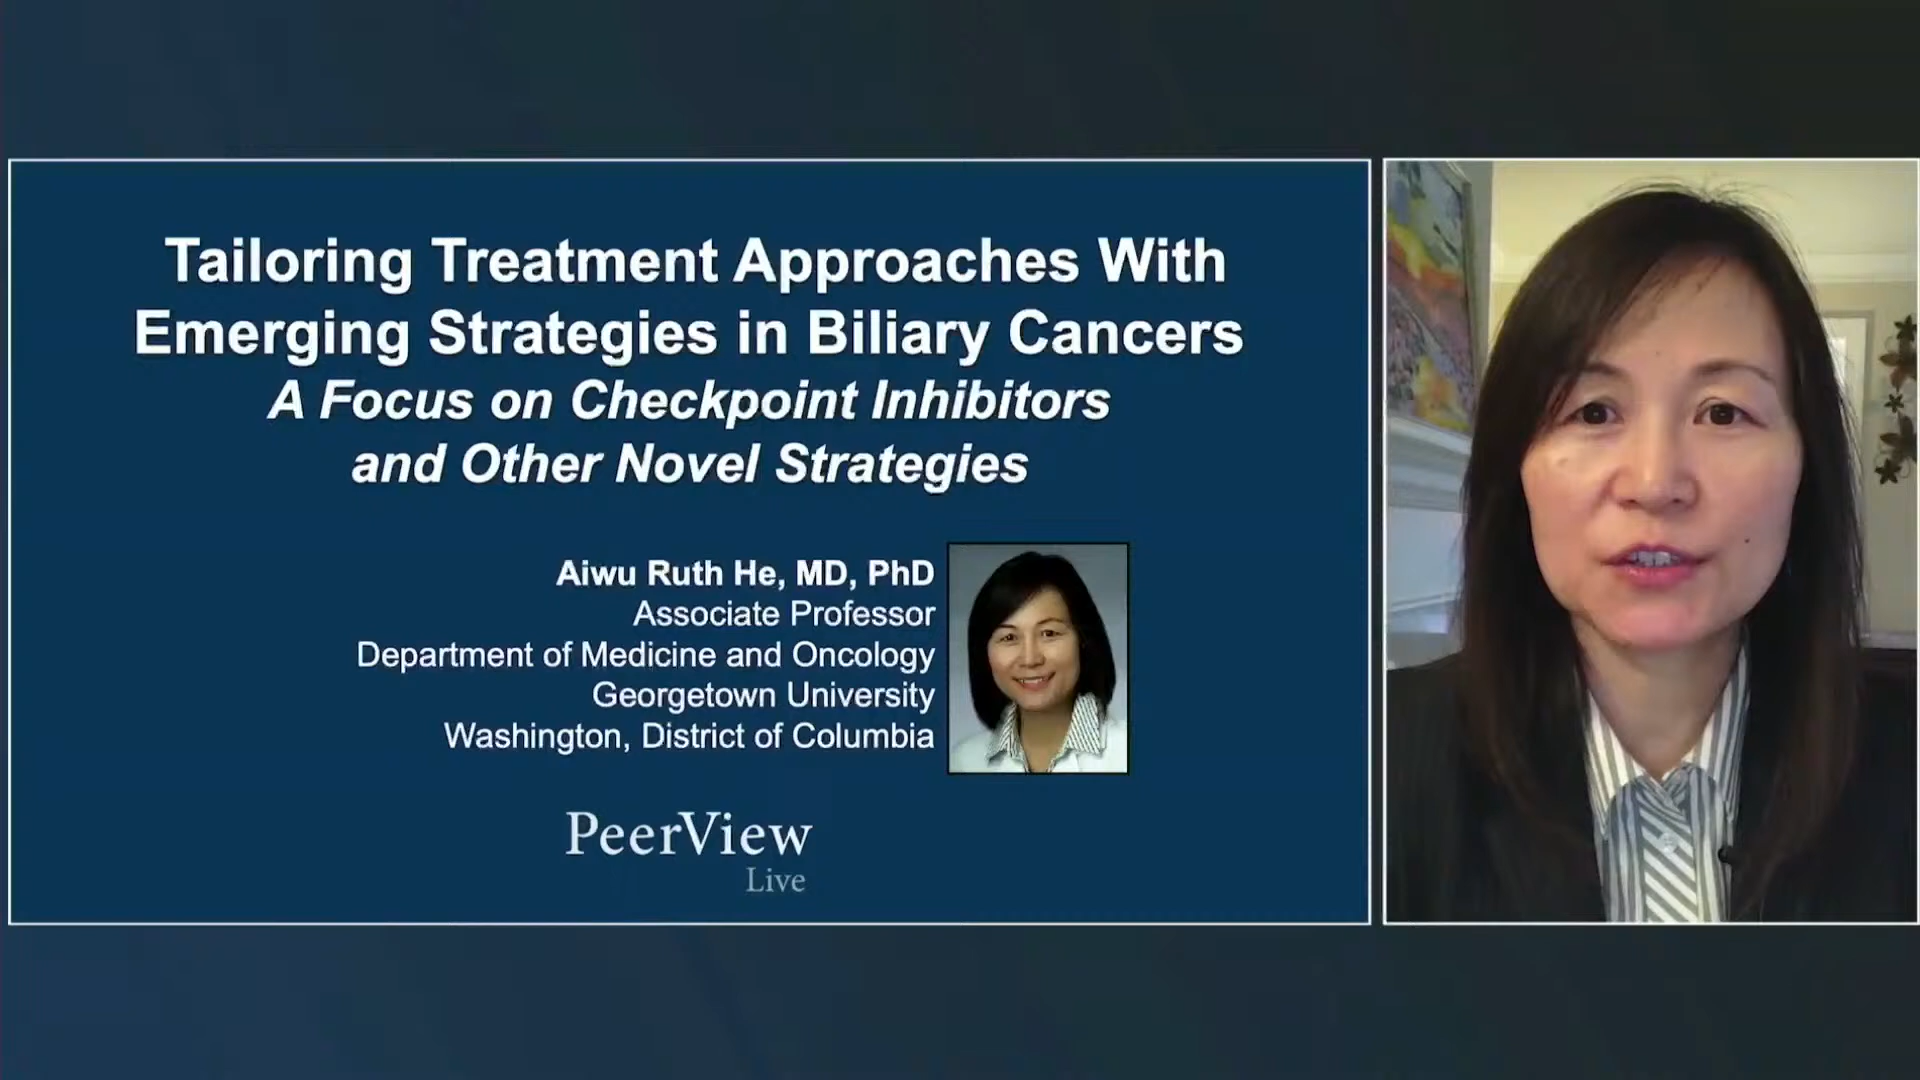 Tailoring Treatment Approaches With
Emerging Strategies in Biliary Cancers
A Focus on Checkpoint Inhibitors
and Other Novel Strategies
Aiwu Ruth He, MD, PhD
Associate Professor
Department of Medicine and Oncology
Georgetown University
Washington, District of Columbia
PeerView
Live